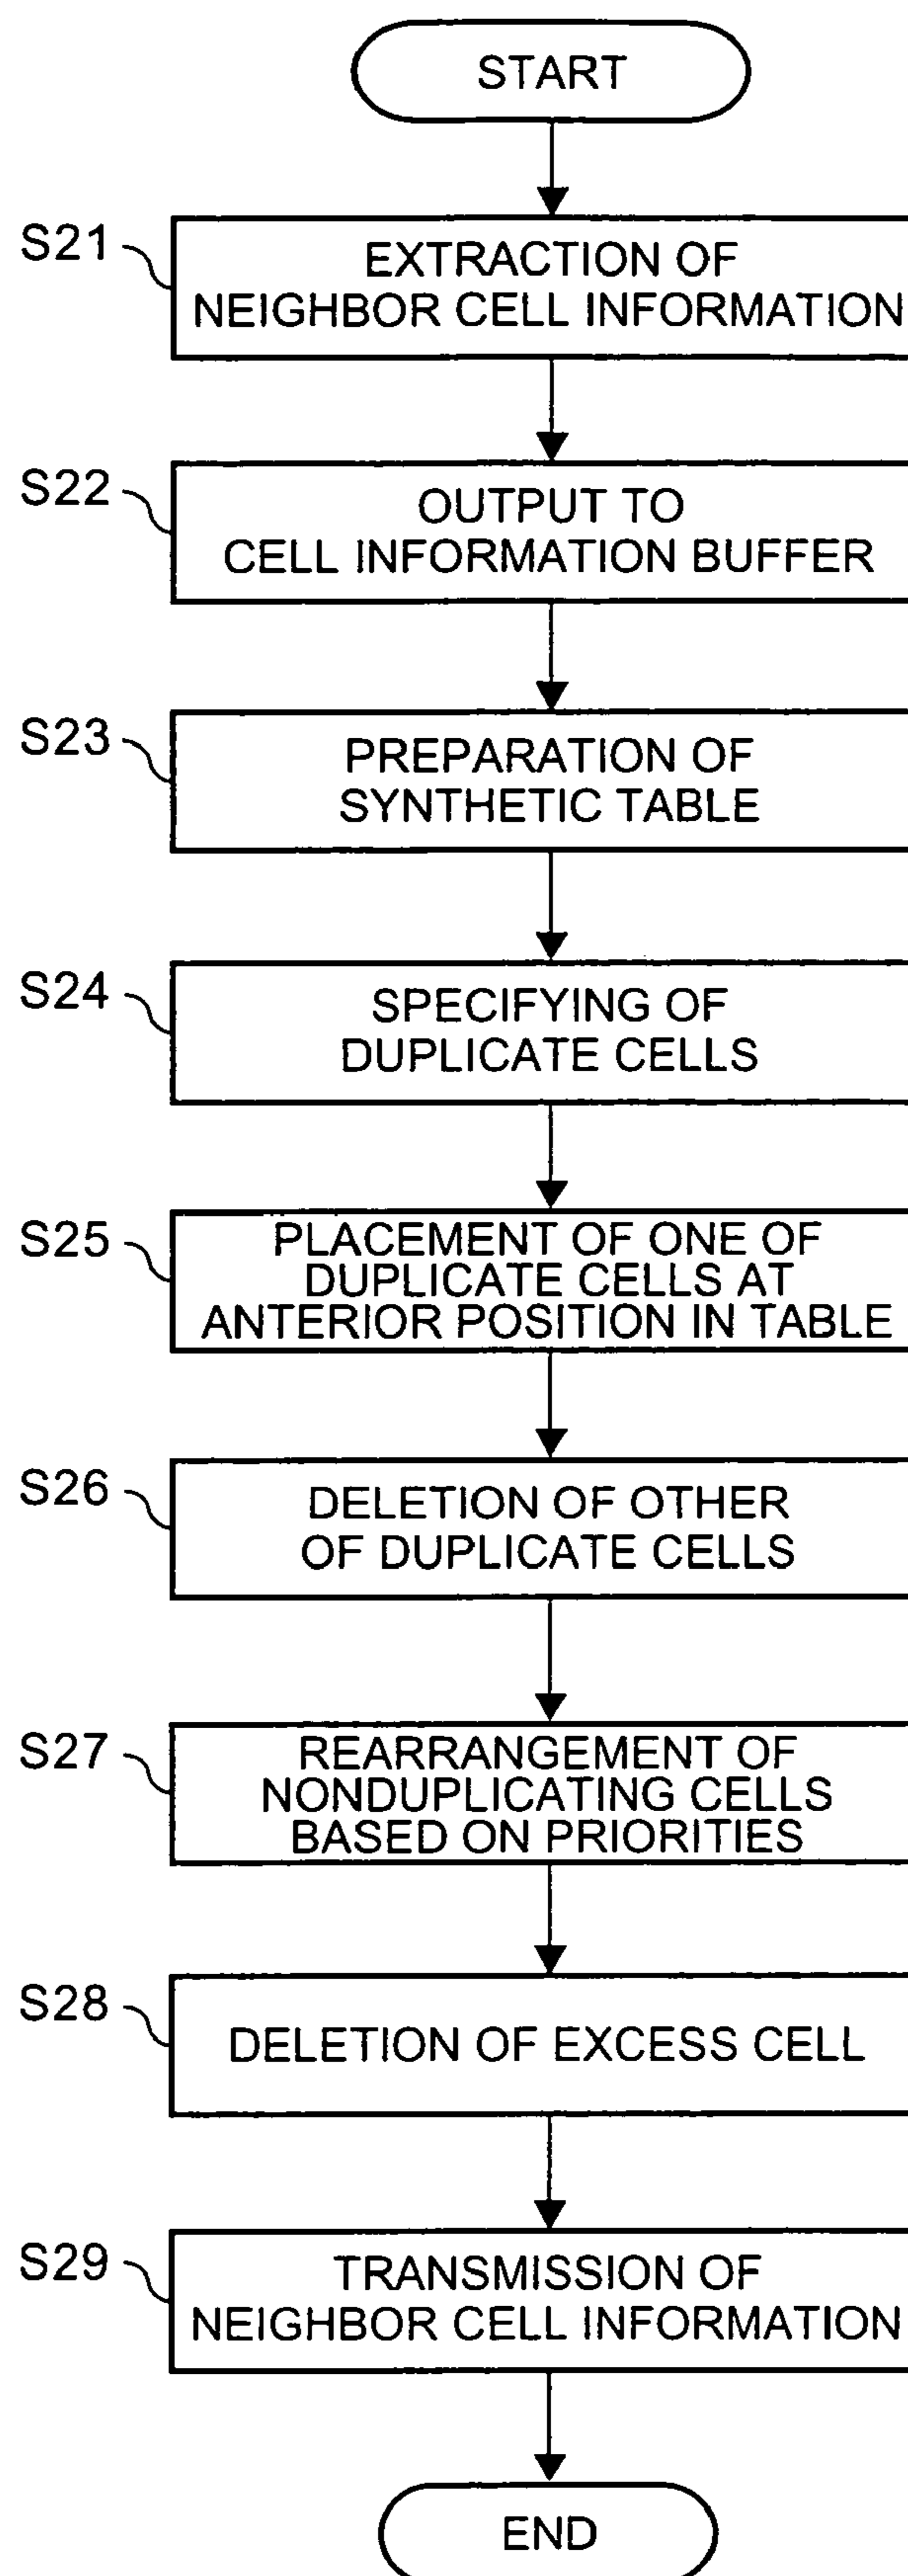 START
S21
EXTRACTION OF
NEIGHBOR CELL INFORMATION
S22
OUTPUT TO
CELL INFORMATION BUFFER
S23
PREPARATION OF
SYNTHETIC TABLE
S24
SPECIFYING OF
DUPLICATE CELLS
S25
PLACEMENT OF ONE OF
DUPLICATE CELLS AT
ANTERIOR POSITION IN TABLE
S26
DELETION OF OTHER
OF DUPLICATE CELLS
S27
REARRANGEMENT OF
NONDUPLICATING CELLS
BASED ON PRIORITIES
S28
DELETION OF EXCESS CELL
S29
TRANSMISSION OF
NEIGHBOR CELL INFORMATION
END